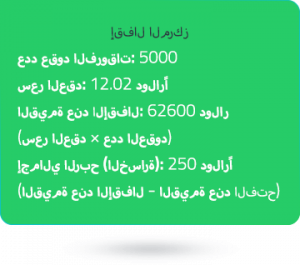 إقفال المركز
عدد عقود الفروقات: 5000
سعر العقد: 12.02 دولاراً
القيمة عند الإقفال: 62600 دولار
(سعر العقد × عدد العقود)
إجمالي الربح (الخسارة): 250 دولاراً
(القيمة عند الإقفال – القيمة عند الفتح)